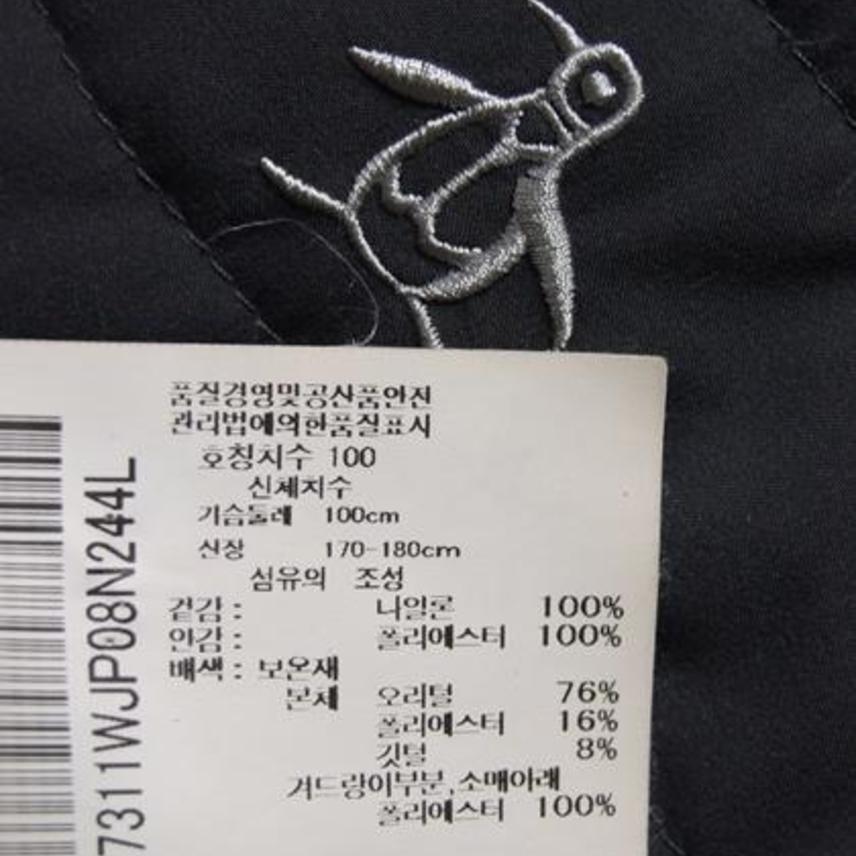 품질경영및공산품안전
관리법에의한품질표시
호칭치수 100
신체치수
가슴둘레 100cm
신장 170-180cm
섬유의 조성
겉감 : 나일론 100%
안감 : 폴리에스터 100%
배색 : 보온재
본체 오리털 76%
폴리에스터 16%
깃털 8%
겨드랑이부분,소매아래
폴리에스터 100%
7311WJP08N244L